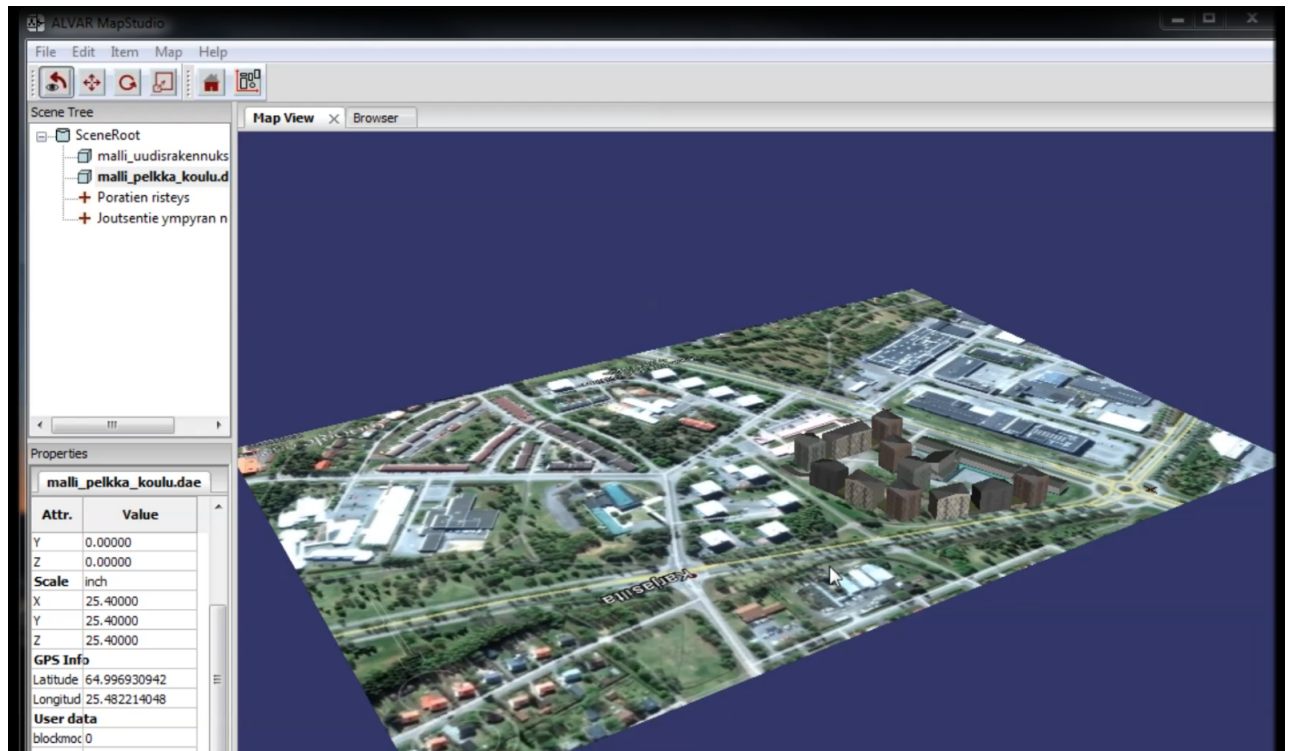 ALVAR MapStudio
File Edit Item Map Help
Scene Tree
SceneRoot
malli_uudisrakennuks
malli_pelkka_koulu.d
Poratien risteys
Joutsentie ympyran n
Map View Browser
Karjasilta
Properties
malli_pelkka_koulu.dae
Attr. Value
Y 0.00000
Z 0.00000
Scale inch
X 25.40000
Y 25.40000
Z 25.40000
GPS Info
Latitude 64.996930942
Longitud 25.482214048
User data
blockmoc 0